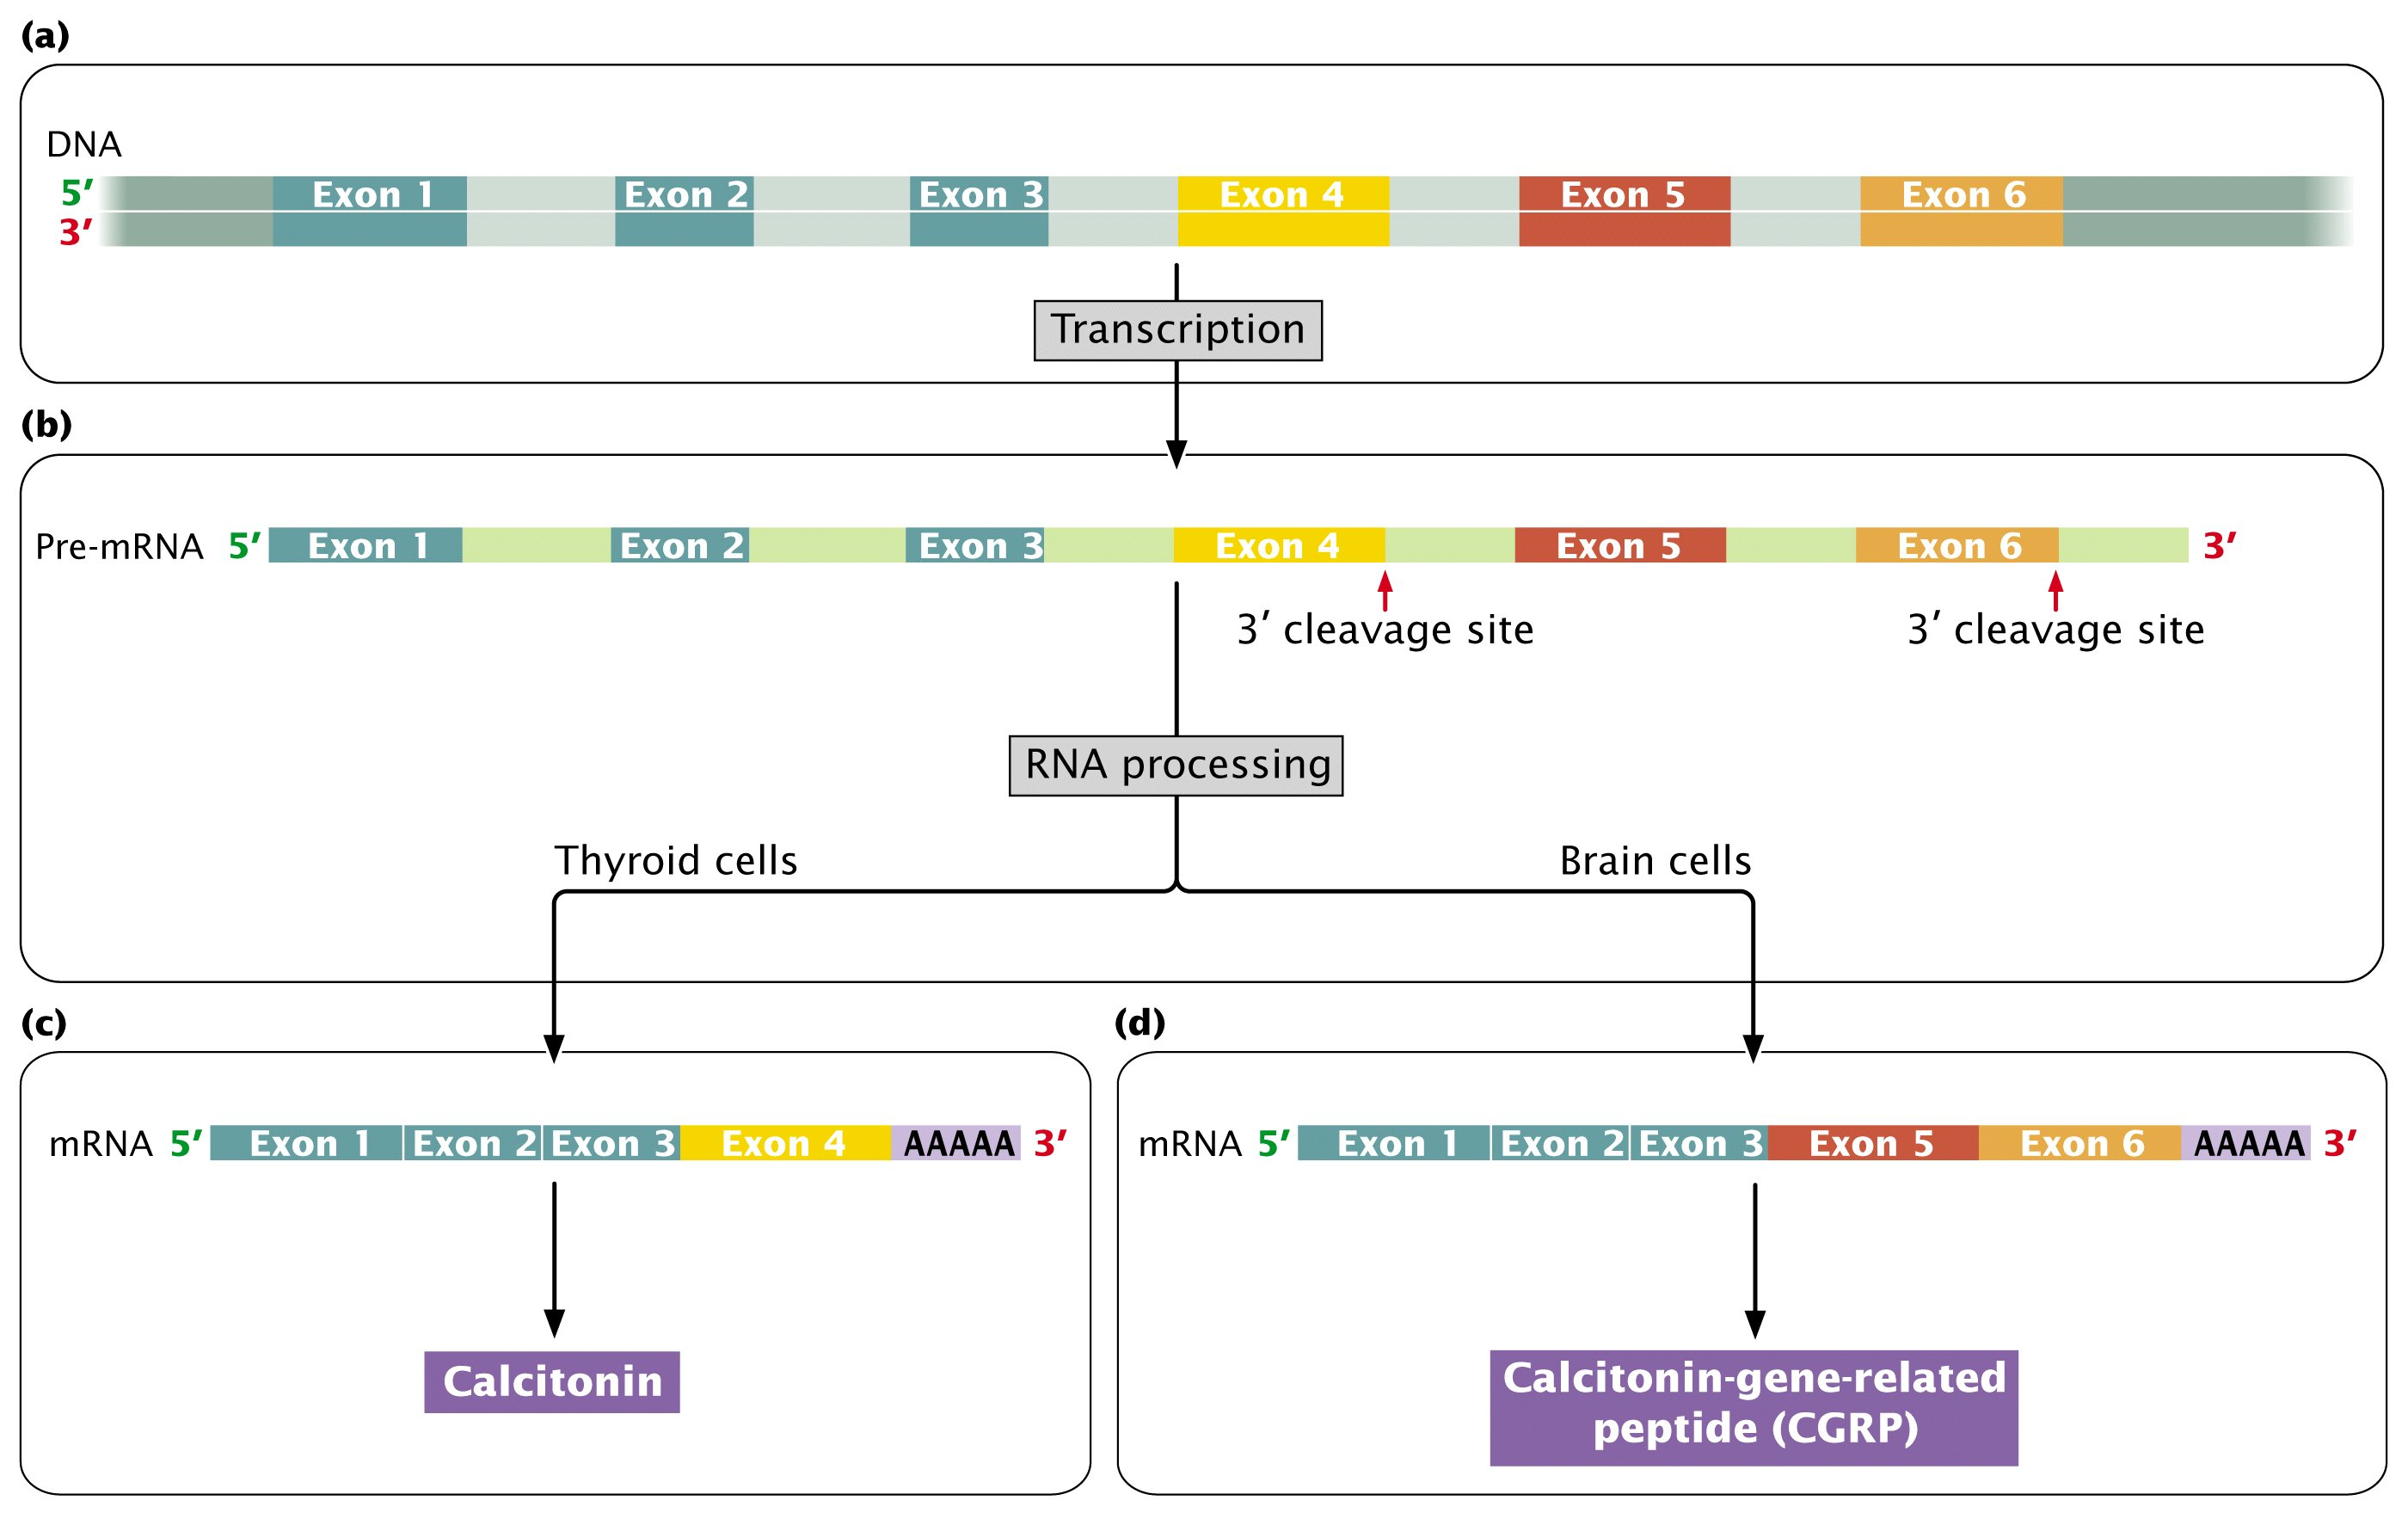 (a)
DNA
5′ Exon 1 Exon 2 Exon 3 Exon 4 Exon 5 Exon 6
3′
Transcription
(b)
Pre-mRNA 5′ Exon 1 Exon 2 Exon 3 Exon 4 Exon 5 Exon 6 3′
3′ cleavage site 3′ cleavage site
RNA processing
Thyroid cells Brain cells
(c)
mRNA 5′ Exon 1 Exon 2 Exon 3 Exon 4 AAAAA 3′
Calcitonin
(d)
mRNA 5′ Exon 1 Exon 2 Exon 3 Exon 5 Exon 6 AAAAA 3′
Calcitonin-gene-related
peptide (CGRP)